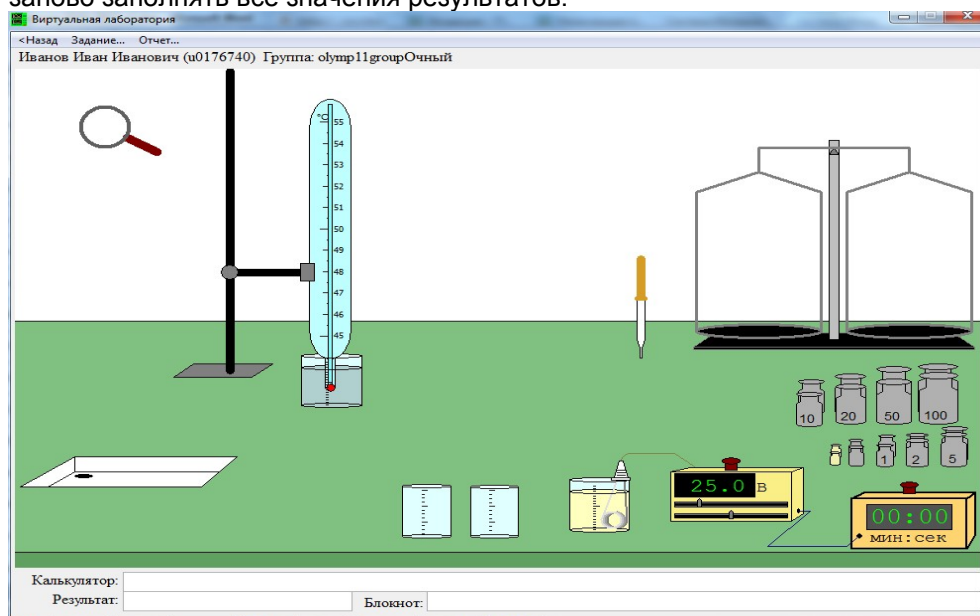 заново заполнять все значения результатов.
Виртуальная лаборатория
<Назад Задание... Отчет...
Иванов Иван Иванович (u0176740) Группа: olymp11groupОчный
°C
55
54
53
52
51
50
49
48
47
46
45
10 20 50 100
1 2 5
25.0 В
00:00
мин:сек
Калькулятор:
Результат: Блокнот: